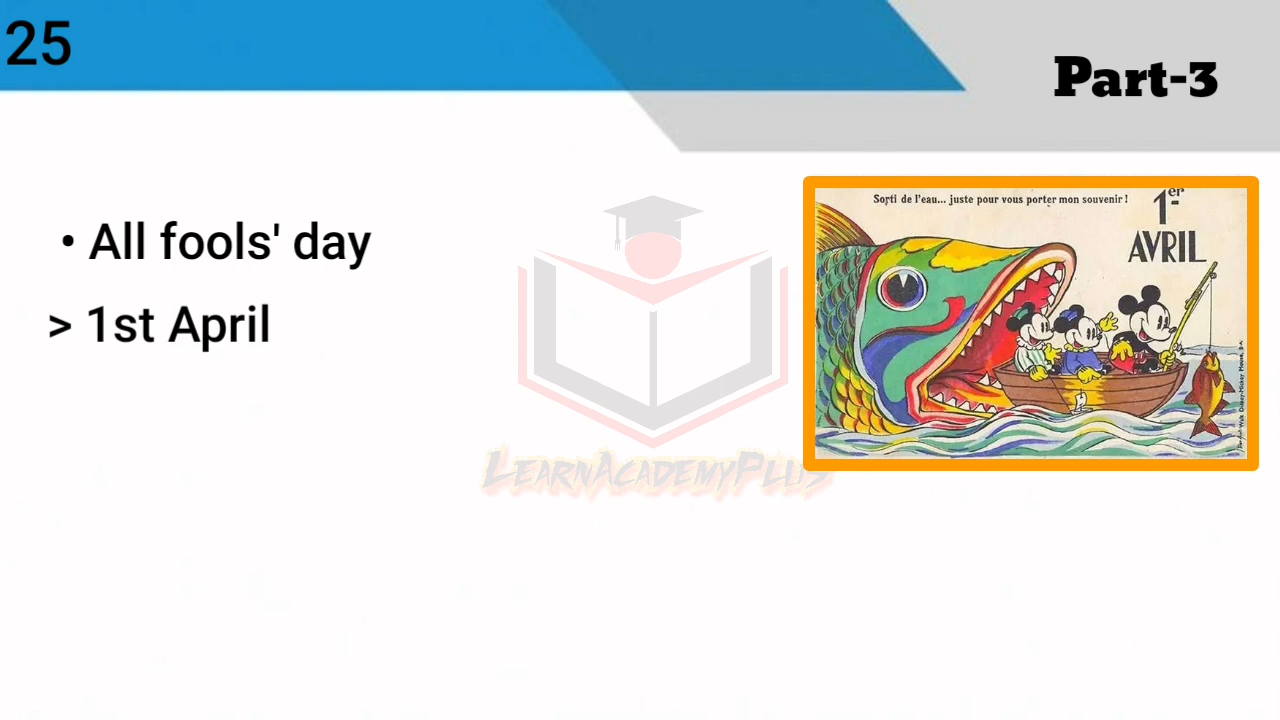 25
Part-3
• All fools' day
> 1st April
Sorti de l'eau... juste pour vous porter mon souvenir !
1er
AVRIL
LEARNACADEMYPLUS